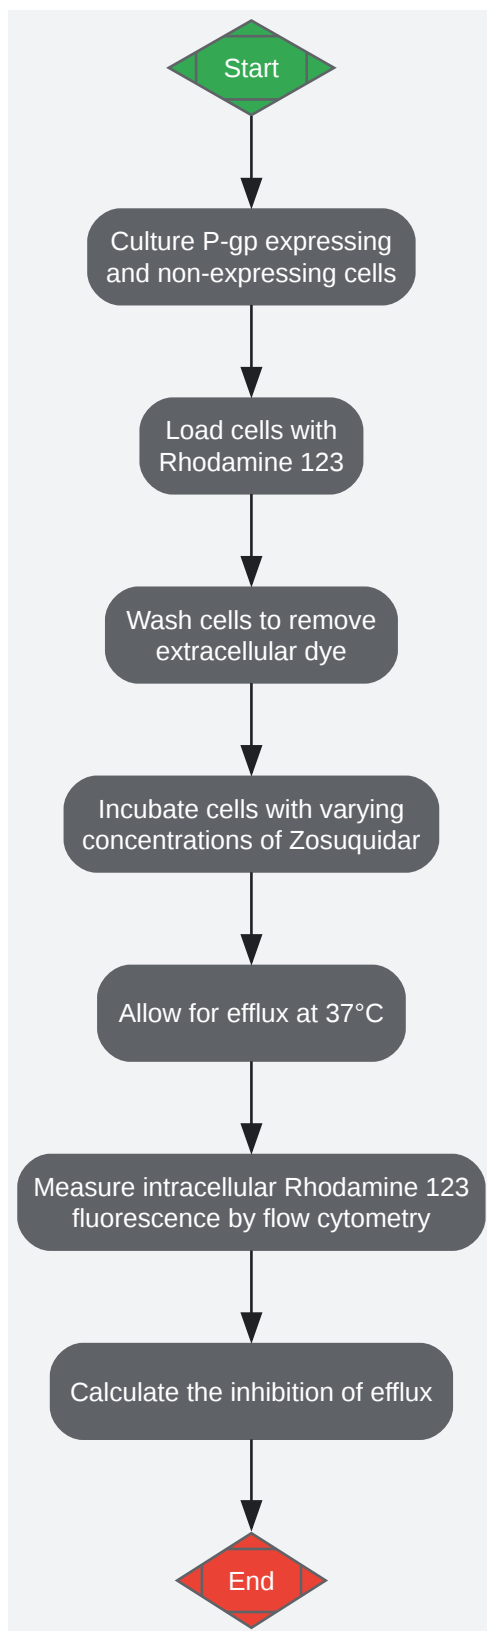 Start
Culture P-gp expressing
and non-expressing cells
Load cells with
Rhodamine 123
Wash cells to remove
extracellular dye
Incubate cells with varying
concentrations of Zosuquidar
Allow for efflux at 37°C
Measure intracellular Rhodamine 123
fluorescence by flow cytometry
Calculate the inhibition of efflux
End